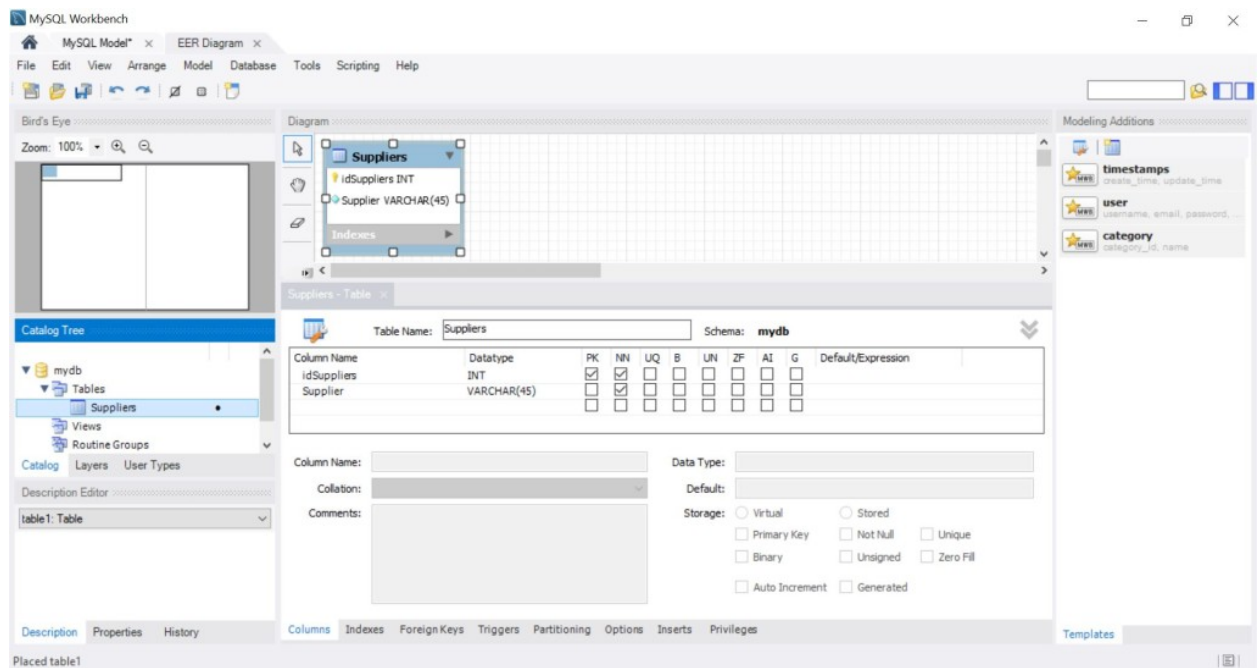 MySQL Workbench
MySQL Model* × EER Diagram ×
File Edit View Arrange Model Database Tools Scripting Help
Bird's Eye
Zoom: 100%
Diagram
Modeling Additions
Suppliers
idSuppliers INT
Supplier VARCHAR(45)
Indexes
timestamps
create_time, update_time
user
username, email, password, ...
category
category_id, name
Suppliers - Table ×
Catalog Tree
mydb
Tables
Suppliers
Views
Routine Groups
Catalog Layers User Types
Table Name: Suppliers Schema: mydb
Column Name Datatype PK NN UQ B UN ZF AI G Default/Expression
idSuppliers INT
Supplier VARCHAR(45)
Column Name: Data Type:
Collation: Default:
Comments: Storage: Virtual Stored
Primary Key Not Null Unique
Binary Unsigned Zero Fill
Auto Increment Generated
Description Editor
table1: Table
Description Properties History
Columns Indexes Foreign Keys Triggers Partitioning Options Inserts Privileges
Templates
Placed table1